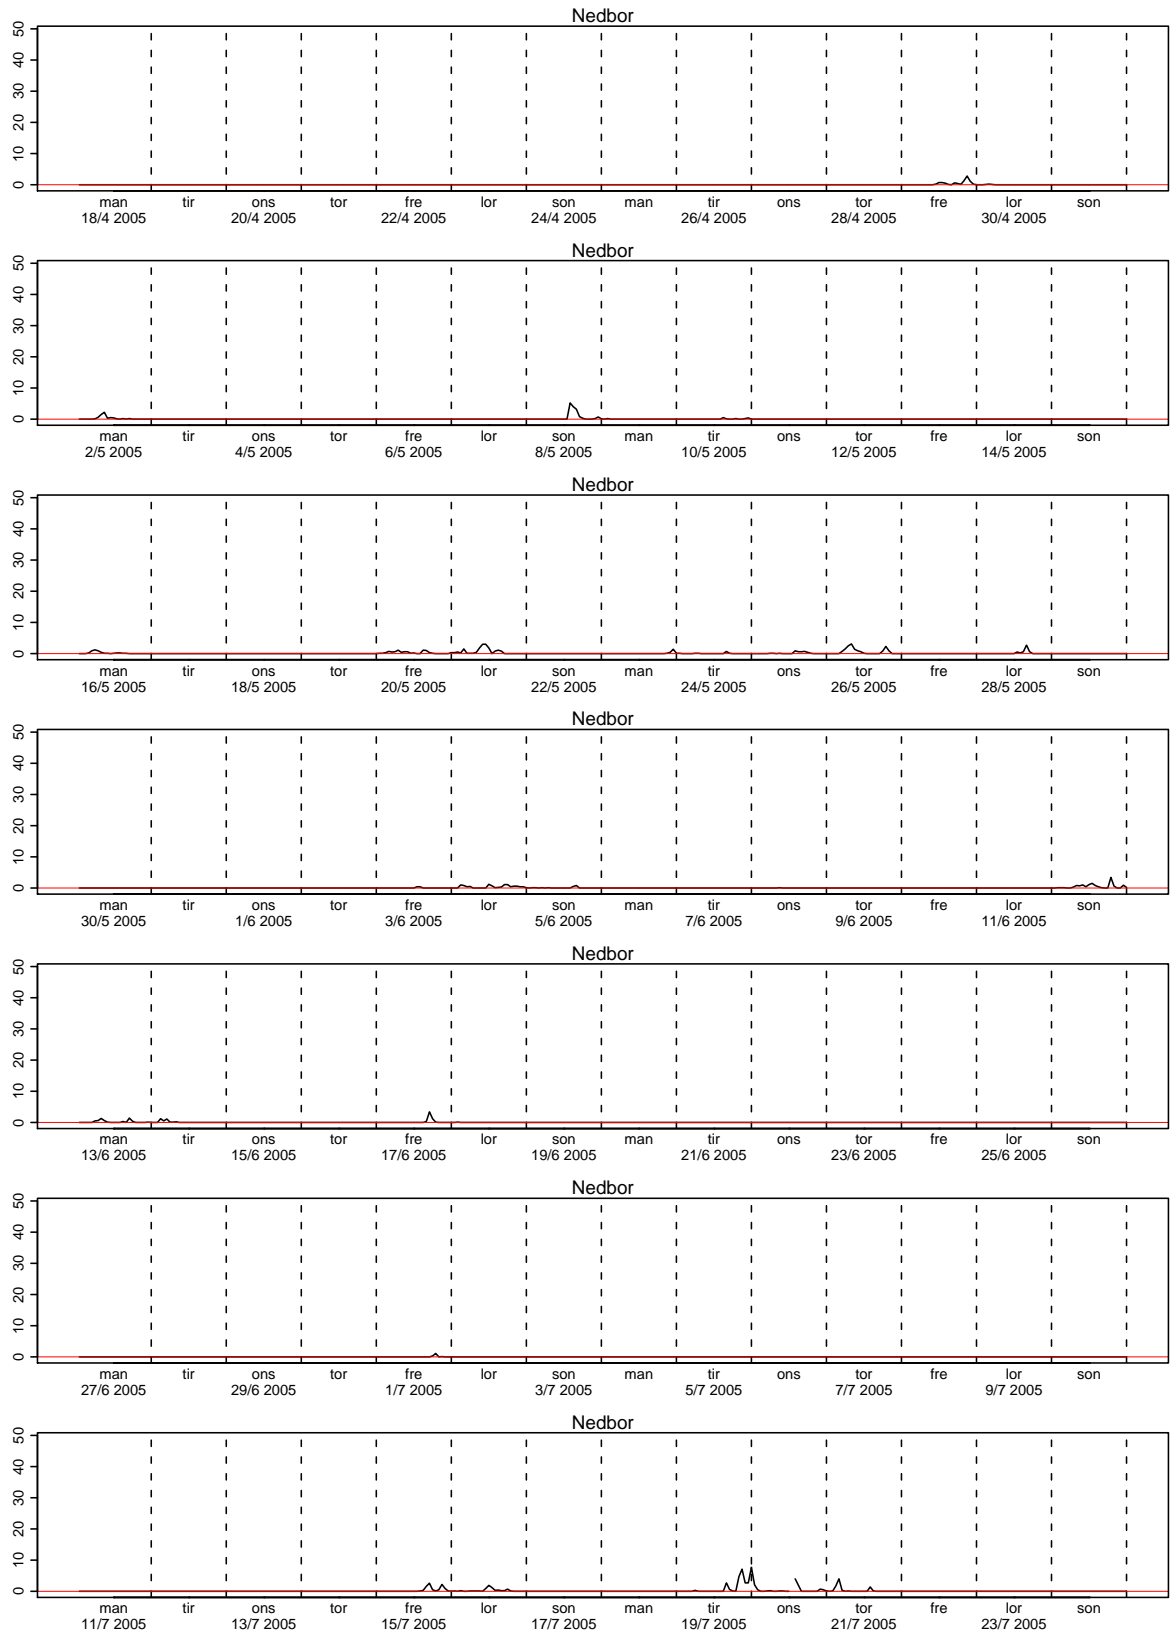 Nedbor
0 10 20 30 40 50
man tir ons tor fre lor son man tir ons tor fre lor son
18/4 2005 20/4 2005 22/4 2005 24/4 2005 26/4 2005 28/4 2005 30/4 2005
Nedbor
0 10 20 30 40 50
man tir ons tor fre lor son man tir ons tor fre lor son
2/5 2005 4/5 2005 6/5 2005 8/5 2005 10/5 2005 12/5 2005 14/5 2005
Nedbor
0 10 20 30 40 50
man tir ons tor fre lor son man tir ons tor fre lor son
16/5 2005 18/5 2005 20/5 2005 22/5 2005 24/5 2005 26/5 2005 28/5 2005
Nedbor
0 10 20 30 40 50
man tir ons tor fre lor son man tir ons tor fre lor son
30/5 2005 1/6 2005 3/6 2005 5/6 2005 7/6 2005 9/6 2005 11/6 2005
Nedbor
0 10 20 30 40 50
man tir ons tor fre lor son man tir ons tor fre lor son
13/6 2005 15/6 2005 17/6 2005 19/6 2005 21/6 2005 23/6 2005 25/6 2005
Nedbor
0 10 20 30 40 50
man tir ons tor fre lor son man tir ons tor fre lor son
27/6 2005 29/6 2005 1/7 2005 3/7 2005 5/7 2005 7/7 2005 9/7 2005
Nedbor
0 10 20 30 40 50
man tir ons tor fre lor son man tir ons tor fre lor son
11/7 2005 13/7 2005 15/7 2005 17/7 2005 19/7 2005 21/7 2005 23/7 2005